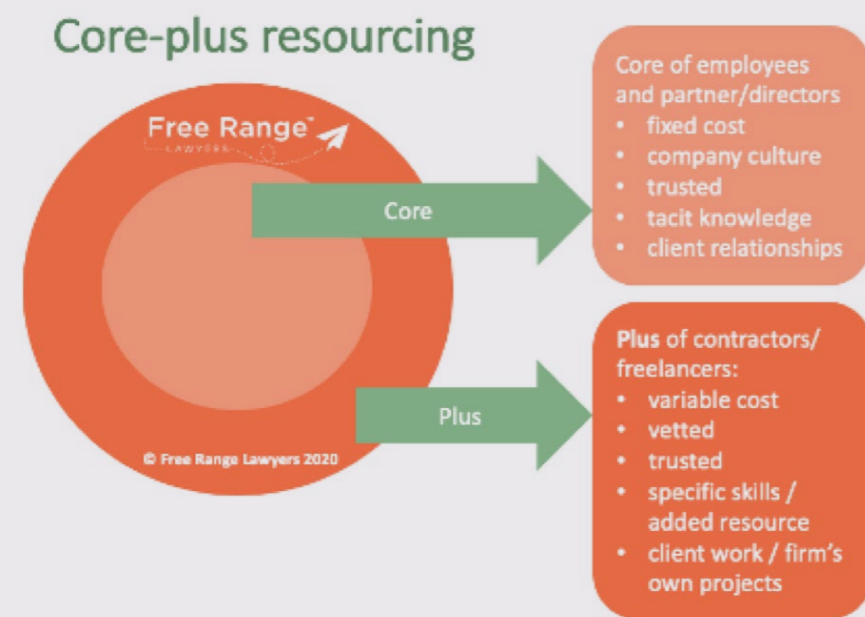 Core-plus resourcing
Free Range™
LAWYERS
Core
Plus
© Free Range Lawyers 2020
Core of employees
and partner/directors
• fixed cost
• company culture
• trusted
• tacit knowledge
• client relationships
Plus of contractors/
freelancers:
• variable cost
• vetted
• trusted
• specific skills /
added resource
• client work / firm's
own projects